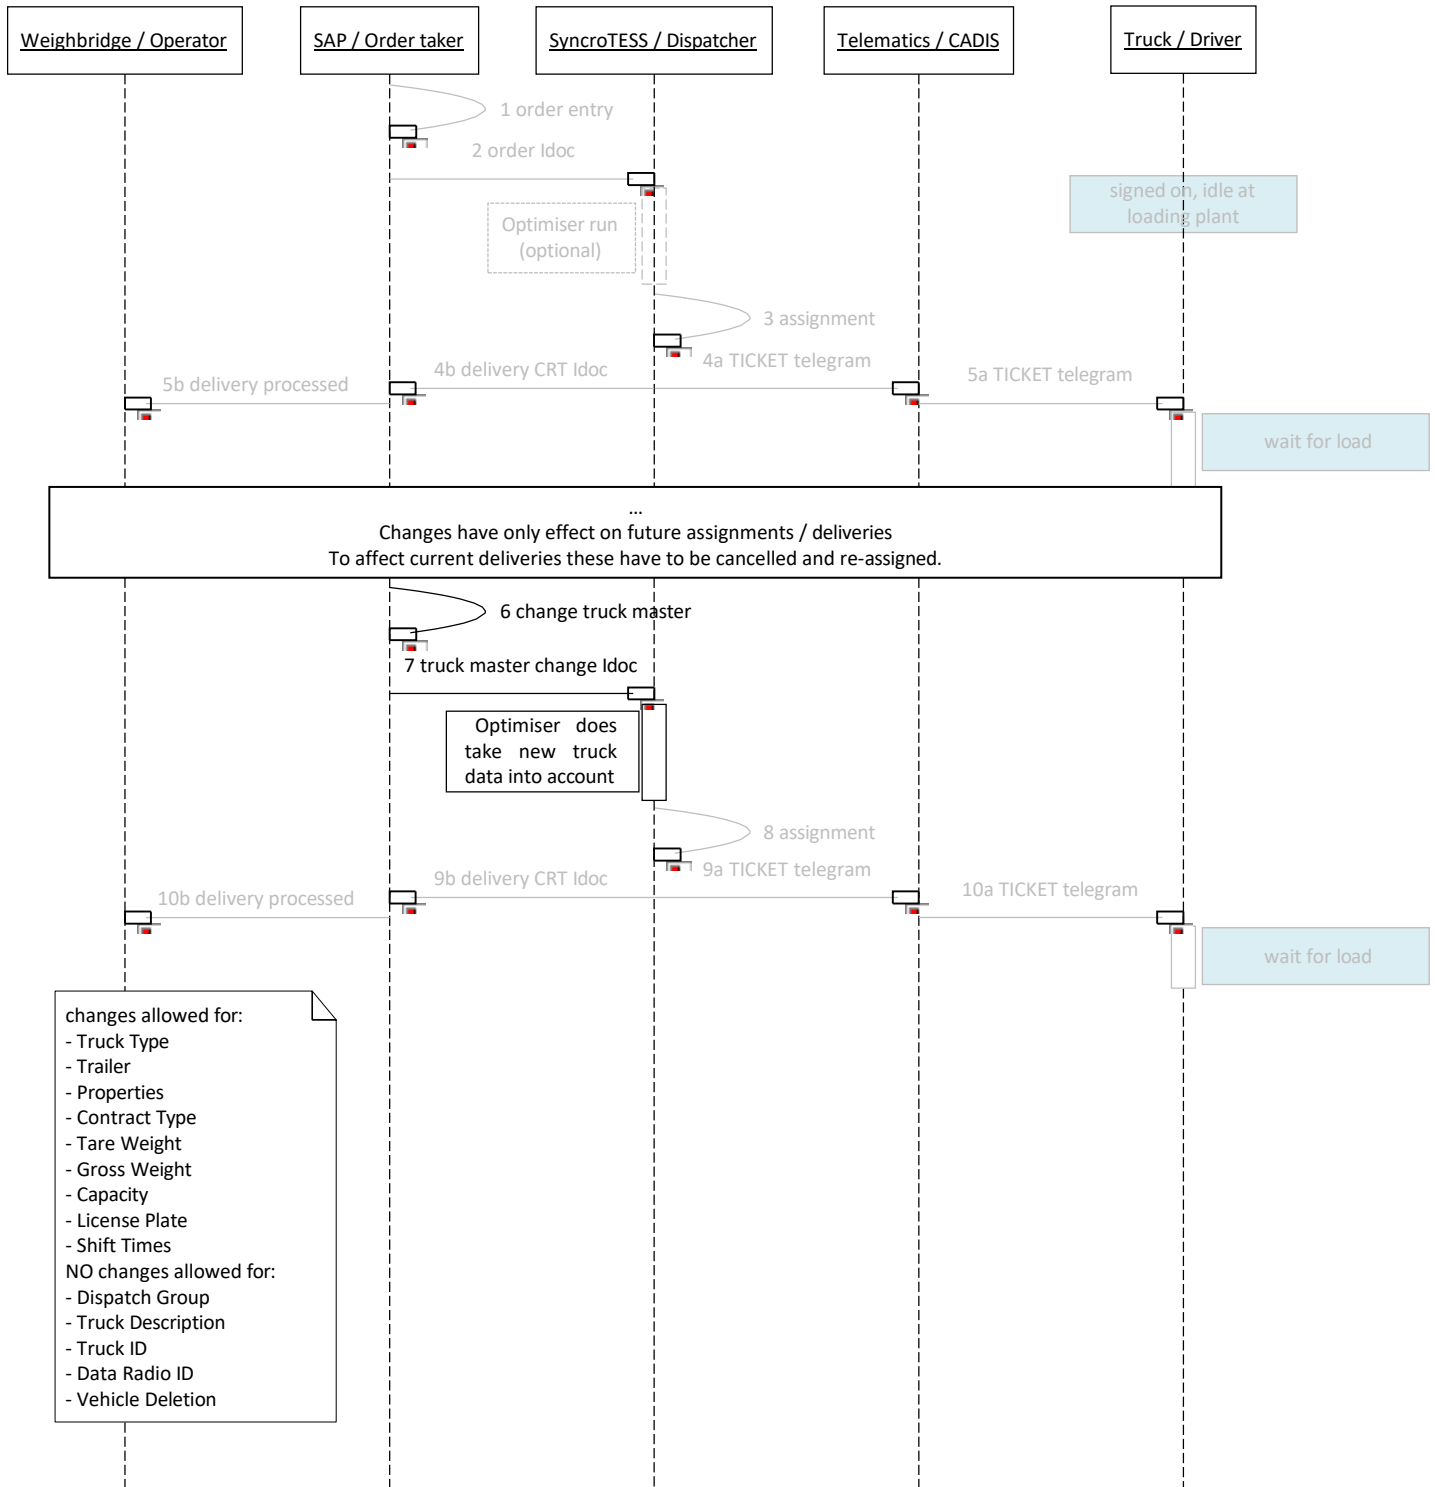 Weighbridge / Operator
SAP / Order taker
SyncroTESS / Dispatcher
Telematics / CADIS
Truck / Driver
1 order entry
2 order Idoc
signed on, idle at
loading plant
Optimiser run
(optional)
3 assignment
4a TICKET telegram
4b delivery CRT Idoc
5a TICKET telegram
5b delivery processed
wait for load
...
Changes have only effect on future assignments / deliveries
To affect current deliveries these have to be cancelled and re-assigned.
6 change truck master
7 truck master change Idoc
Optimiser does
take new truck
data into account
8 assignment
9a TICKET telegram
9b delivery CRT Idoc
10a TICKET telegram
10b delivery processed
wait for load
changes allowed for:
- Truck Type
- Trailer
- Properties
- Contract Type
- Tare Weight
- Gross Weight
- Capacity
- License Plate
- Shift Times
NO changes allowed for:
- Dispatch Group
- Truck Description
- Truck ID
- Data Radio ID
- Vehicle Deletion